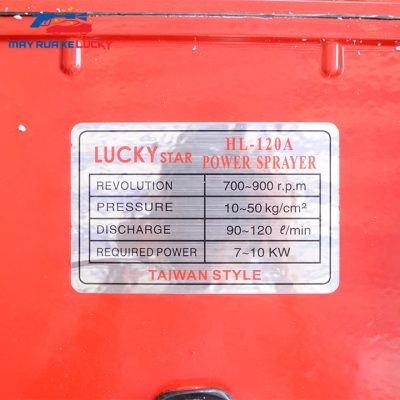 MAY RUA XE LUCKY
LUCKY STAR HL-120A
POWER SPRAYER
REVOLUTION 700~900 r.p.m
PRESSURE 10~50 kg/cm²
DISCHARGE 90~120 ℓ/min
REQUIRED POWER 7~10 KW
TAIWAN STYLE